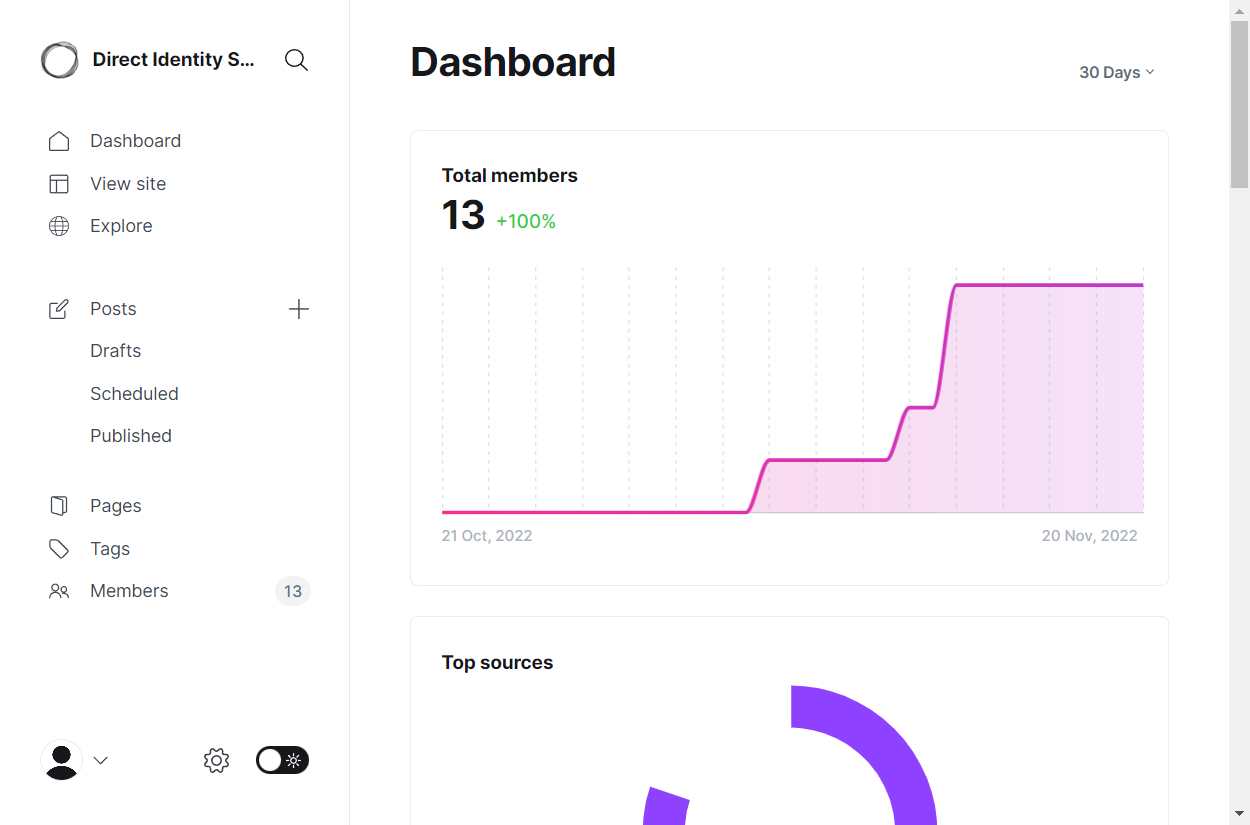 Direct Identity S...
Dashboard
View site
Explore
Posts
Drafts
Scheduled
Published
Pages
Tags
Members 13
Dashboard
30 Days
Total members
13 +100%
21 Oct, 2022 20 Nov, 2022
Top sources